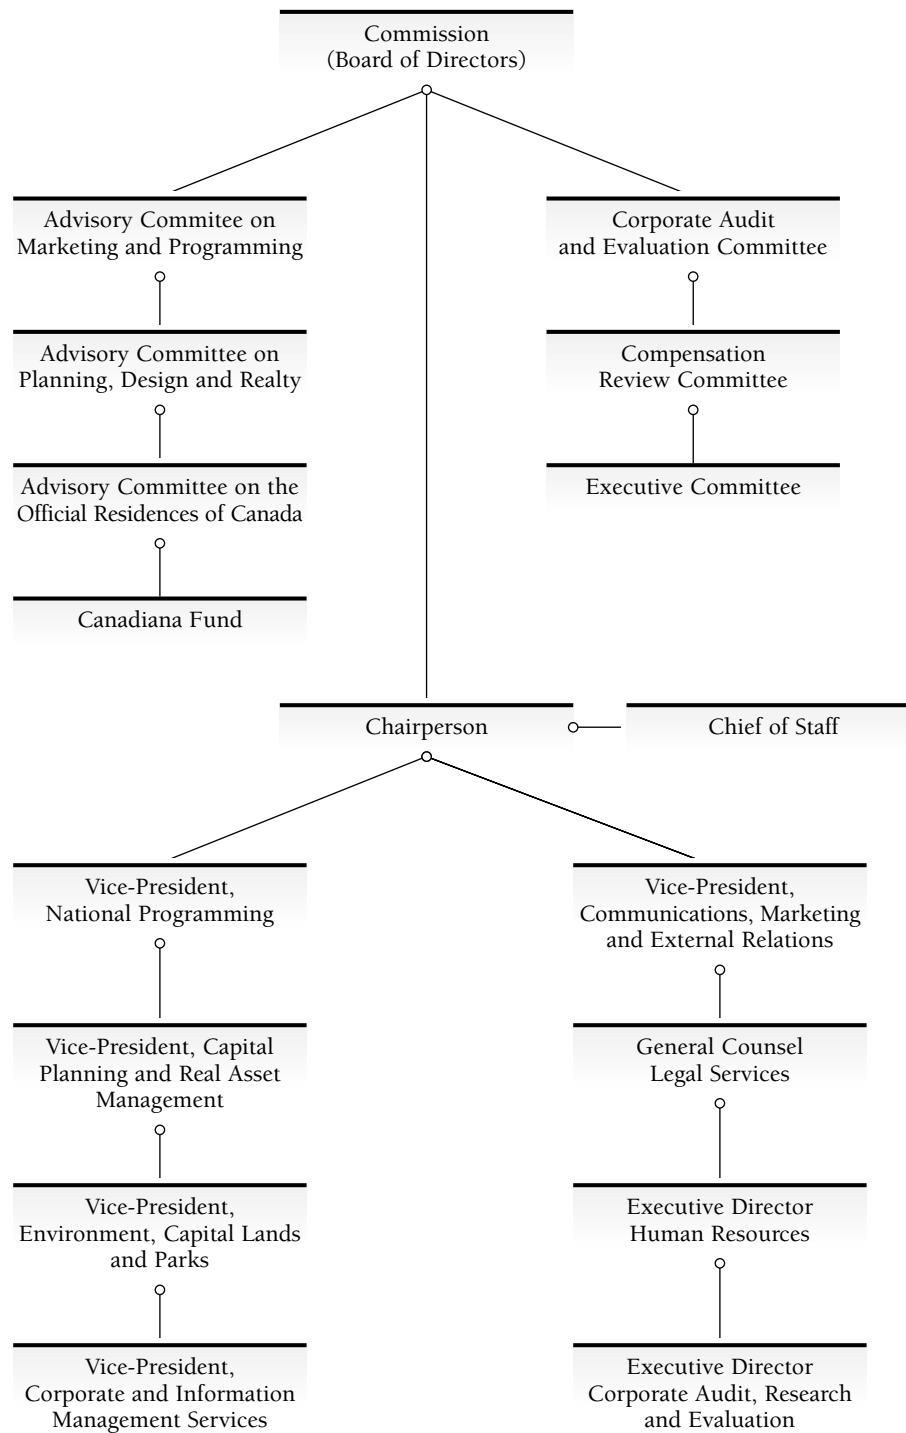 Commission
(Board of Directors)
Advisory Commitee on
Marketing and Programming
Corporate Audit
and Evaluation Committee
Advisory Committee on
Planning, Design and Realty
Compensation
Review Committee
Advisory Committee on the
Official Residences of Canada
Executive Committee
Canadiana Fund
Chairperson
Chief of Staff
Vice-President,
National Programming
Vice-President,
Communications, Marketing
and External Relations
Vice-President, Capital
Planning and Real Asset
Management
General Counsel
Legal Services
Vice-President,
Environment, Capital Lands
and Parks
Executive Director
Human Resources
Vice-President,
Corporate and Information
Management Services
Executive Director
Corporate Audit, Research
and Evaluation